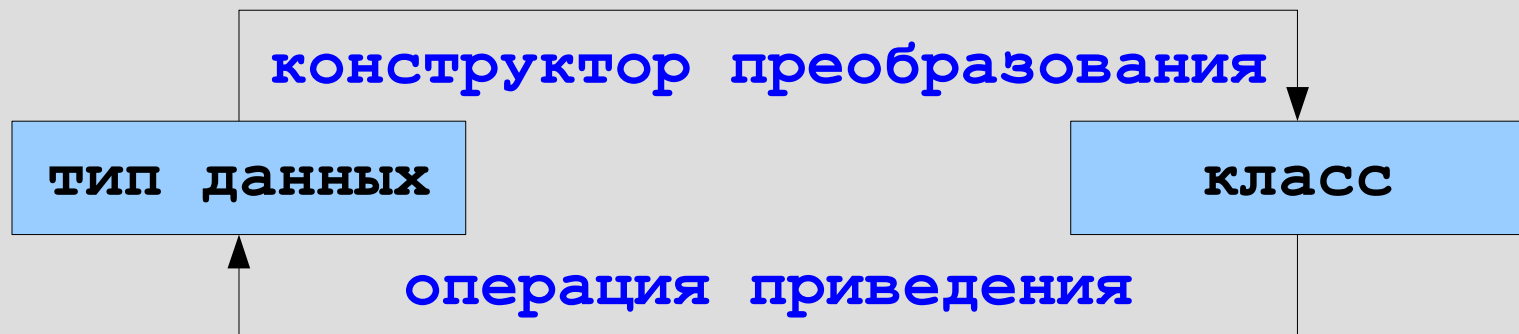 конструктор преобразования
тип данных
класс
операция приведения